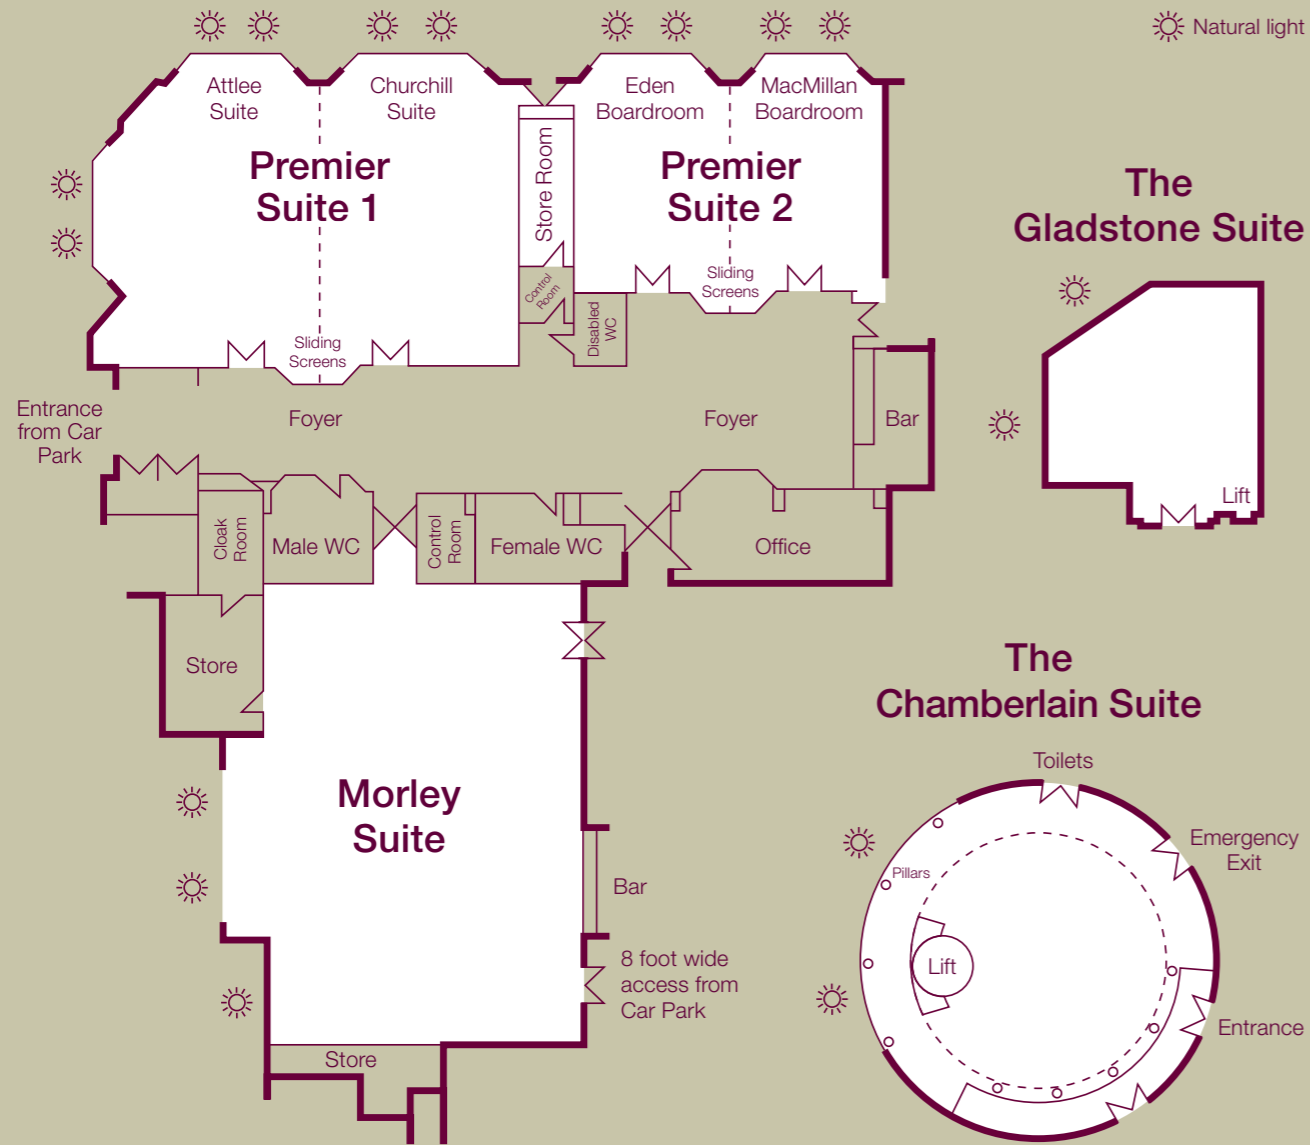 Natural light
Attlee
Suite
Churchill
Suite
Eden
Boardroom
MacMillan
Boardroom
Premier
Suite 1
Store Room
Premier
Suite 2
The
Gladstone Suite
Control
Room
Sliding
Screens
Disabled
WC
Sliding
Screens
Entrance
from Car
Park
Foyer
Foyer
Bar
Lift
Cloak
Room
Male WC
Control
Room
Female WC
Office
Store
The
Chamberlain Suite
Morley
Suite
Toilets
Emergency
Exit
Pillars
Bar
Lift
8 foot wide
access from
Car Park
Entrance
Store